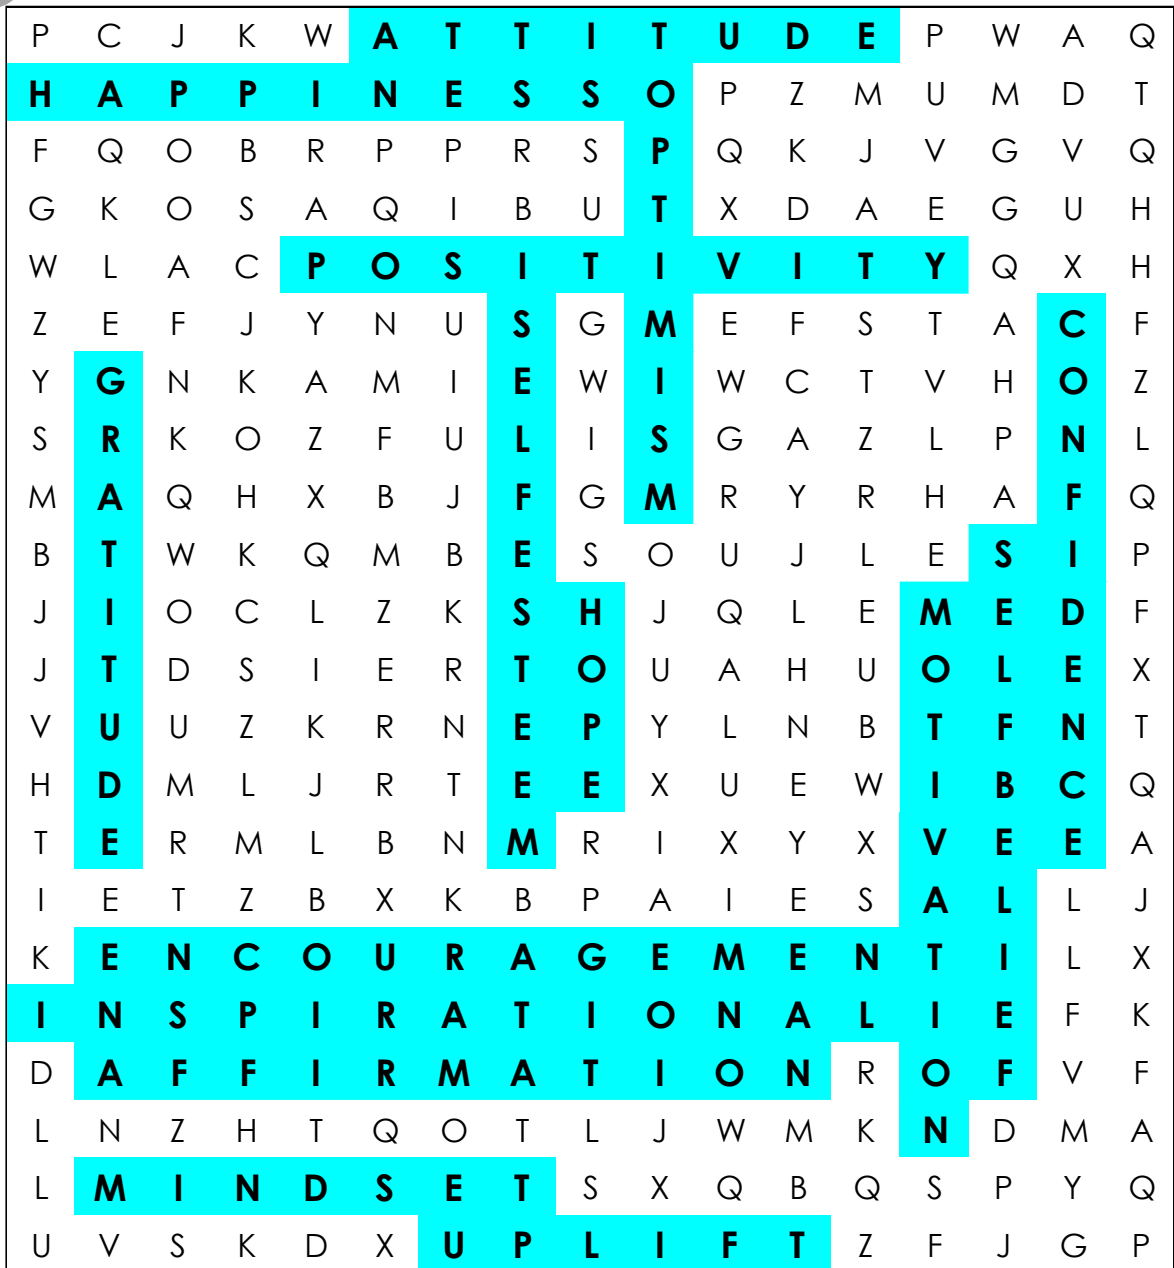 P C J K W A T T I T U D E P W A Q
H A P P I N E S S O P Z M U M D T
F Q O B R P P R S P Q K J V G V Q
G K O S A Q I B U T X D A E G U H
W L A C P O S I T I V I T Y Q X H
Z E F J Y N U S G M E F S T A C F
Y G N K A M I E W I W C T V H O Z
S R K O Z F U L I S G A Z L P N L
M A Q H X B J F G M R Y R H A F Q
B T W K Q M B E S O U J L E S I P
J I O C L Z K S H J Q L E M E D F
J T D S I E R T O U A H U O L E X
V U U Z K R N E P Y L N B T F N T
H D M L J R T E E X U E W I B C Q
T E R M L B N M R I X Y X V E E A
I E T Z B X K B P A I E S A L L J
K E N C O U R A G E M E N T I L X
I N S P I R A T I O N A L I E F K
D A F F I R M A T I O N R O F V F
L N Z H T Q O T L J W M K N D M A
L M I N D S E T S X Q B Q S P Y Q
U V S K D X U P L I F T Z F J G P